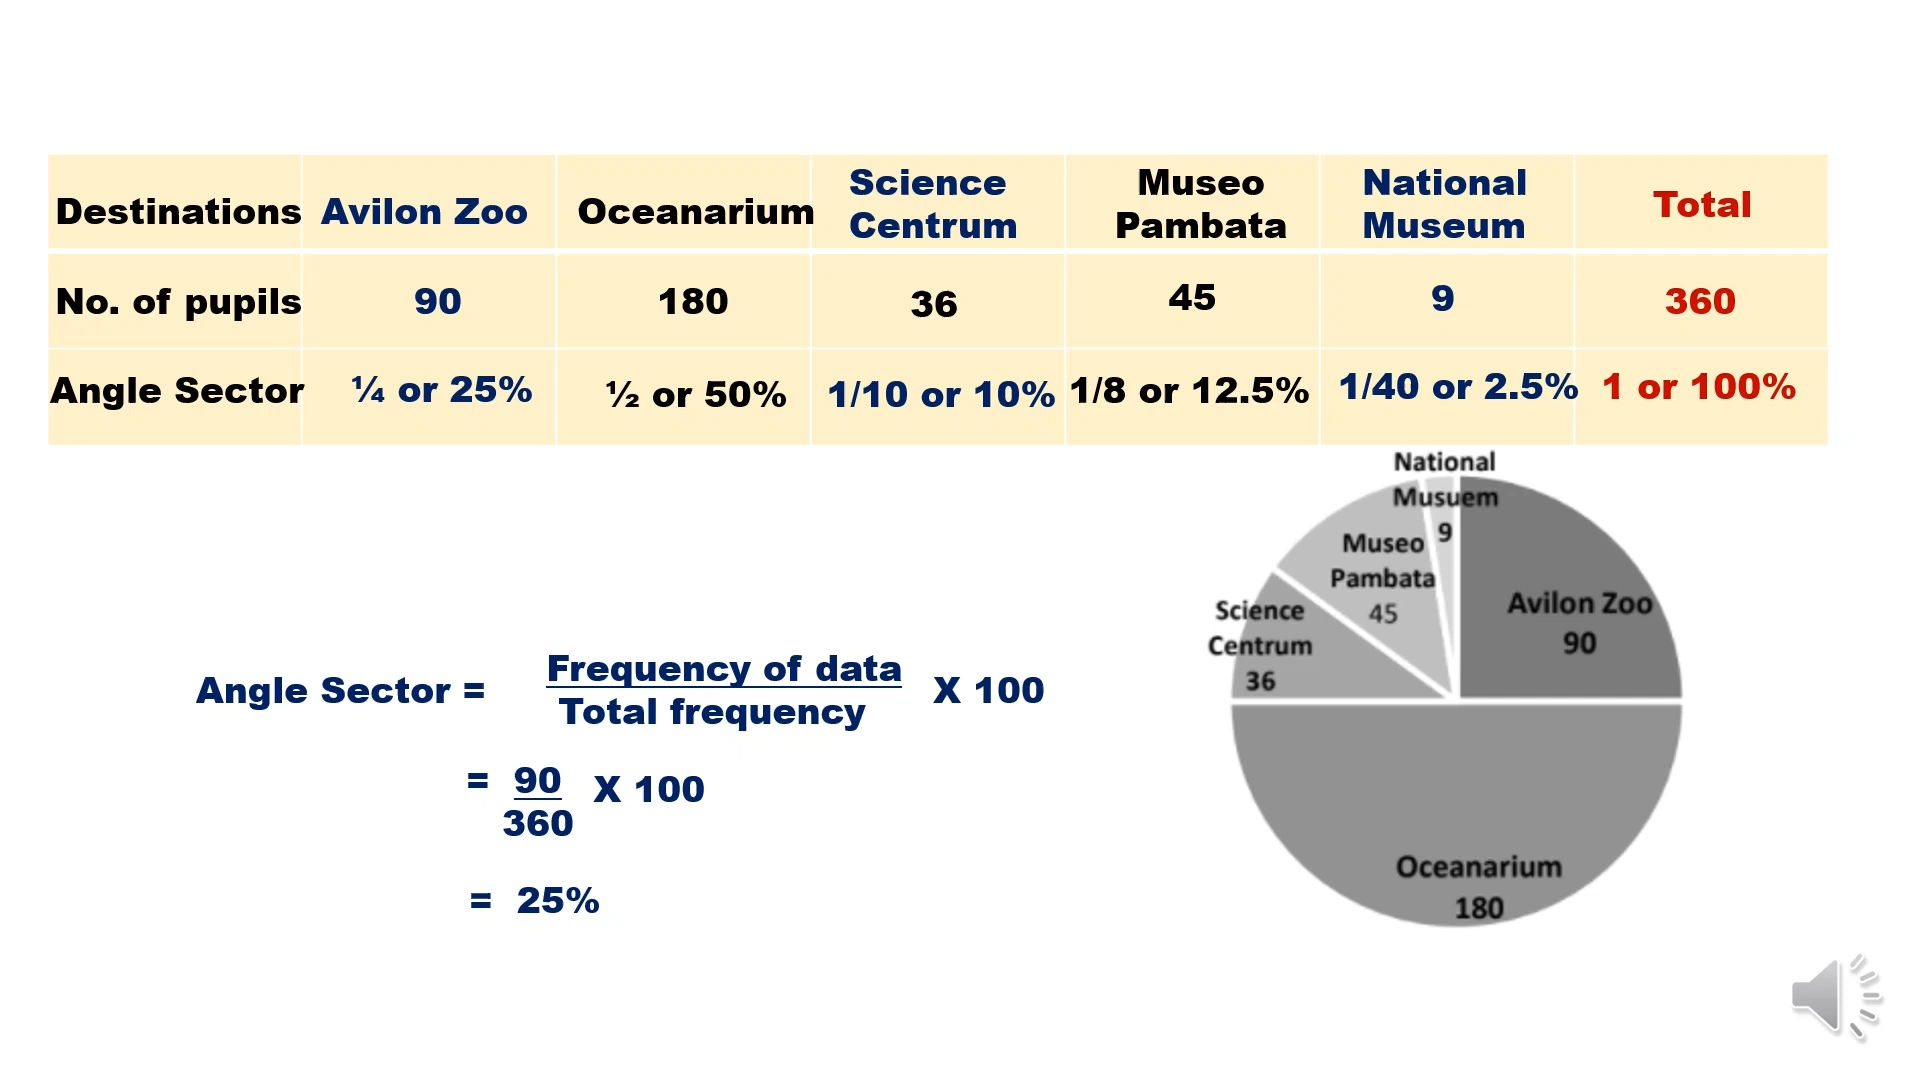 Destinations Avilon Zoo Oceanarium Science Centrum Museo Pambata National Museum Total
No. of pupils 90 180 36 45 9 360
Angle Sector ¼ or 25% ½ or 50% 1/10 or 10% 1/8 or 12.5% 1/40 or 2.5% 1 or 100%
Angle Sector = Frequency of data X 100
Total frequency
= 90 X 100
360
= 25%
National
Musuem
9
Museo
Pambata
45
Science
Centrum
36
Avilon Zoo
90
Oceanarium
180